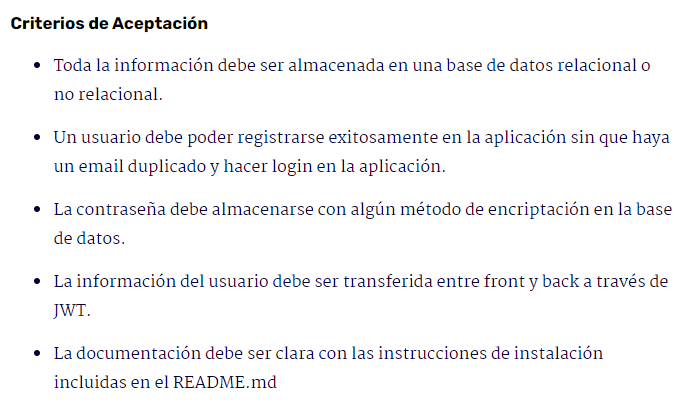 Criterios de Aceptación
• Toda la información debe ser almacenada en una base de datos relacional o
no relacional.
• Un usuario debe poder registrarse exitosamente en la aplicación sin que haya
un email duplicado y hacer login en la aplicación.
• La contraseña debe almacenarse con algún método de encriptación en la base
de datos.
• La información del usuario debe ser transferida entre front y back a través de
JWT.
• La documentación debe ser clara con las instrucciones de instalación
incluidas en el README.md